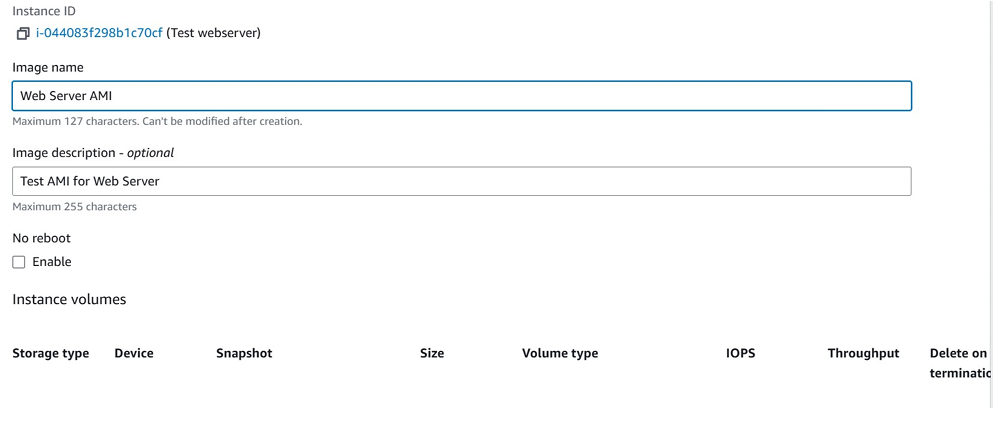 Instance ID
i-044083f298b1c70cf (Test webserver)
Image name
Web Server AMI
Maximum 127 characters. Can't be modified after creation.
Image description - optional
Test AMI for Web Server
Maximum 255 characters
No reboot
Enable
Instance volumes
Storage type Device Snapshot Size Volume type IOPS Throughput Delete on
terminatio